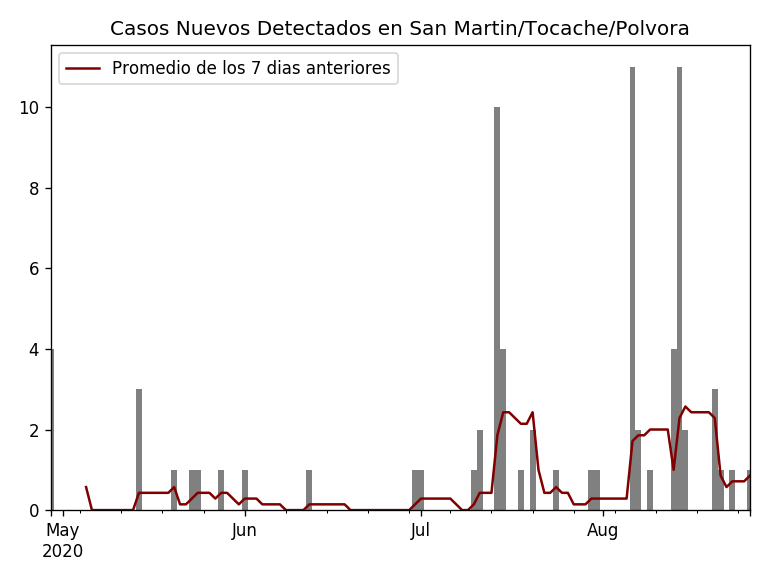 Casos Nuevos Detectados en San Martin/Tocache/Polvora
Promedio de los 7 dias anteriores
10
8
6
4
2
0
May Jun Jul Aug
2020